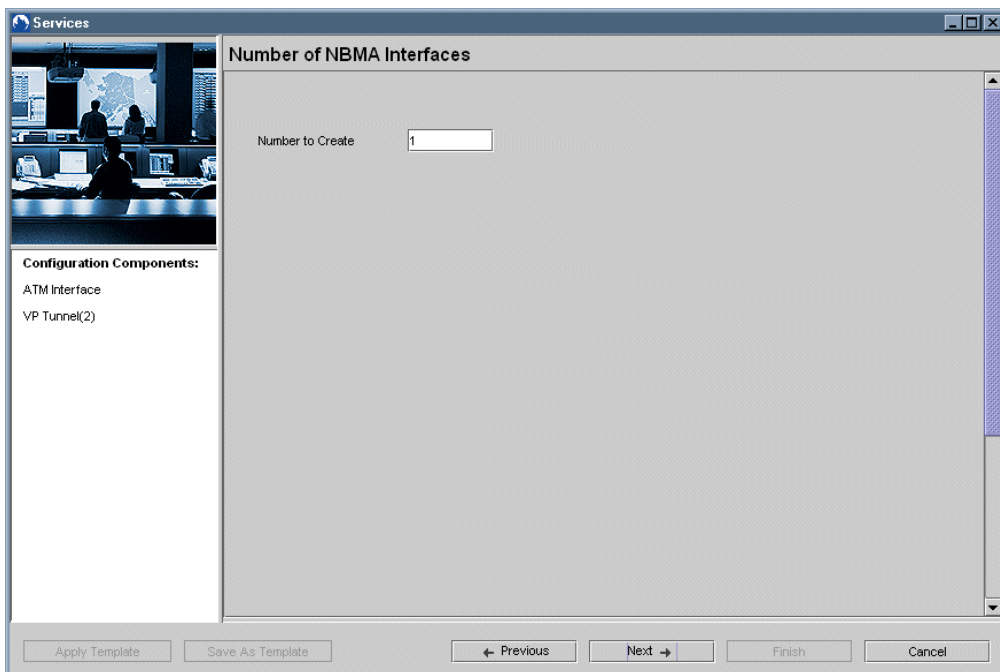 Services
Number of NBMA Interfaces
Number to Create 1
Configuration Components:
ATM Interface
VP Tunnel(2)
Apply Template Save As Template ← Previous Next → Finish Cancel